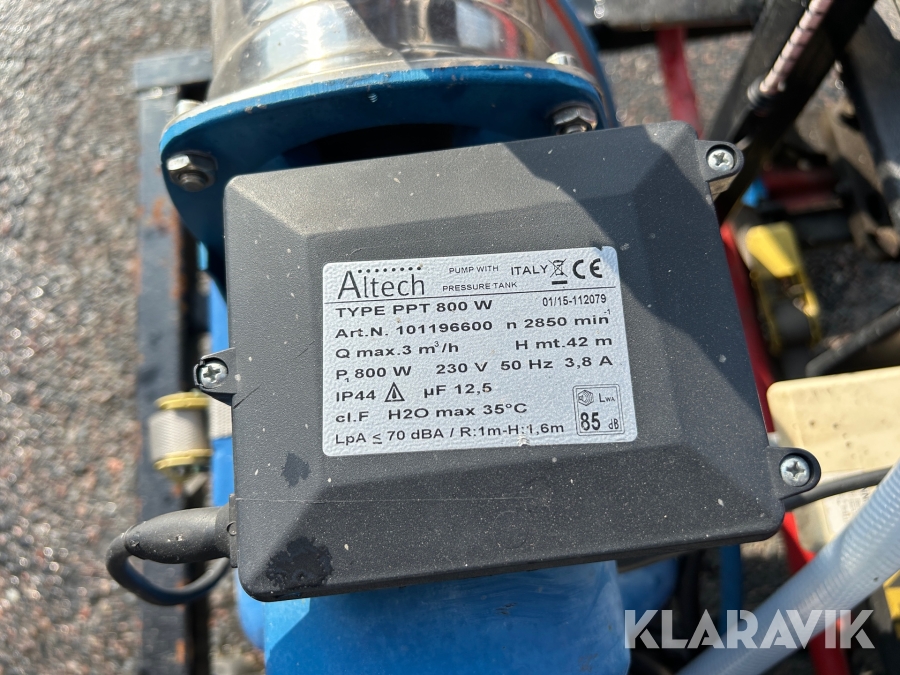 Altech PUMP WITH PRESSURE TANK ITALY CE
TYPE PPT 800 W 01/15-112079
Art.N. 101196600 n 2850 min-1
Q max.3 m³/h H mt.42 m
P1 800 W 230 V 50 Hz 3,8 A
IP44 µF 12,5
cl.F H2O max 35°C
LpA ≤ 70 dBA / R:1m-H:1,6m
LWA
85 dB
KLARAVIK